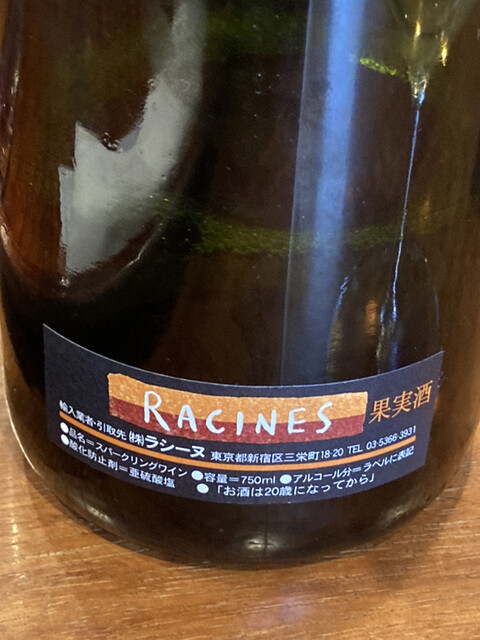 RACINES
果実酒
輸入業者・引取先 ㈱ラシーヌ 東京都新宿区三栄町18-20 TEL 03-5366-3931
●品名＝スパークリングワイン ●容量＝750ml ●アルコール分＝ラベルに表記
●酸化防止剤＝亜硫酸塩 ●「お酒は20歳になってから」